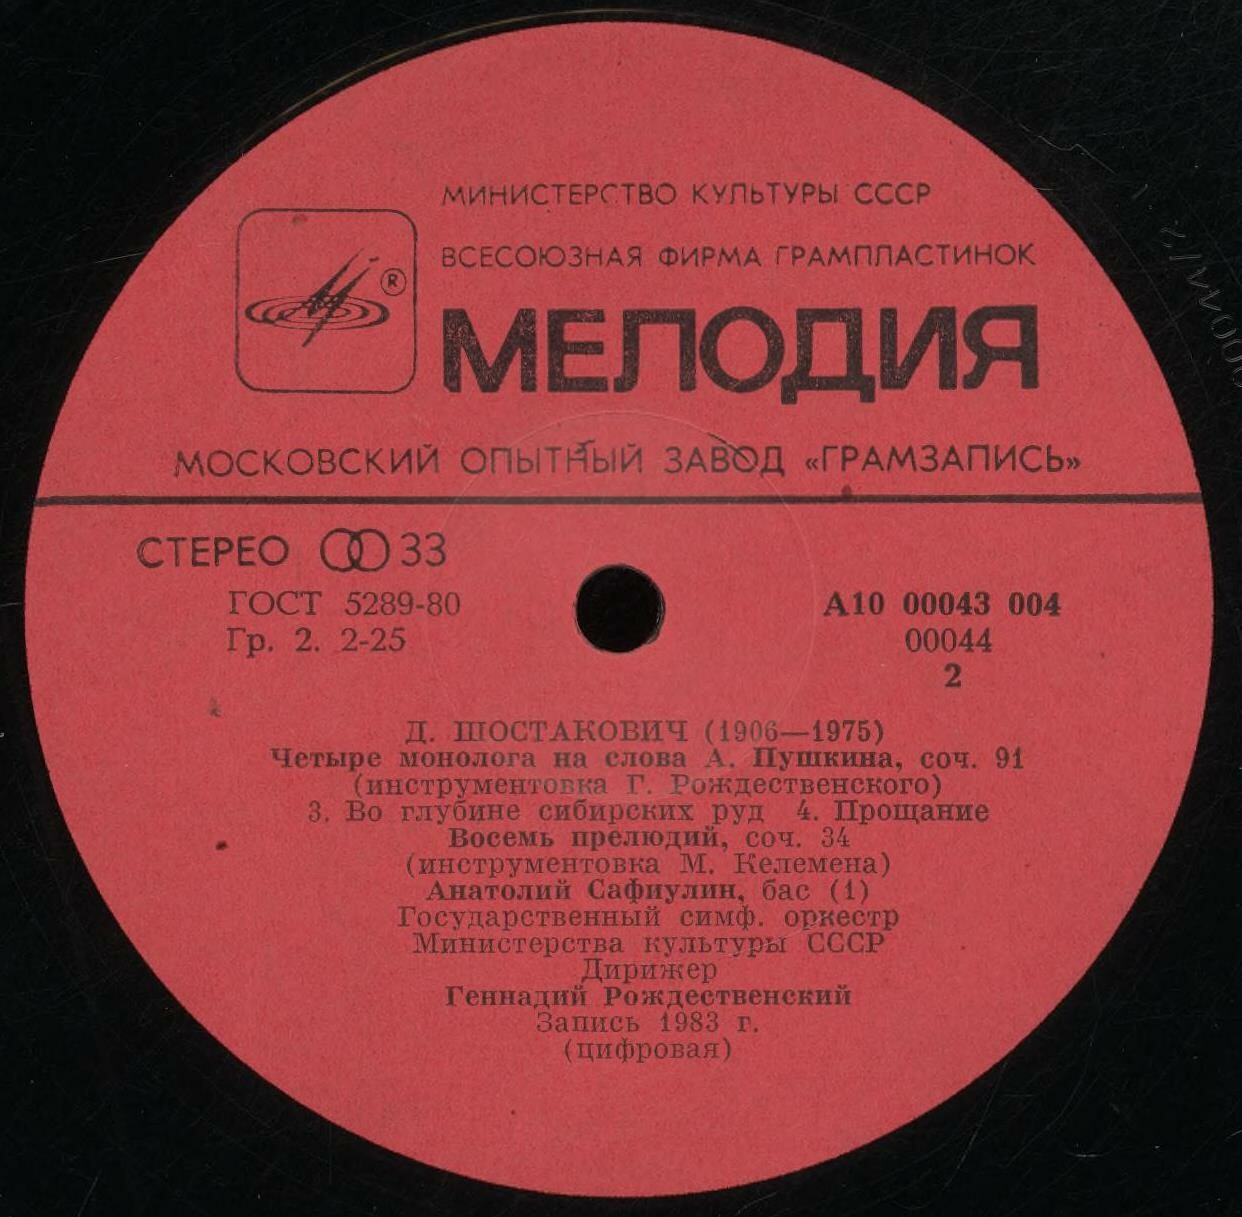 МИНИСТЕРСТВО КУЛЬТУРЫ СССР
ВСЕСОЮЗНАЯ ФИРМА ГРАМПЛАСТИНОК
®
МЕЛОДИЯ
МОСКОВСКИЙ ОПЫТНЫЙ ЗАВОД «ГРАМЗАПИСЬ»
СТЕРЕО 33
ГОСТ 5289-80
Гр. 2. 2-25
А10 00043 004
00044
2
Д. ШОСТАКОВИЧ (1906—1975)
Четыре монолога на слова А. Пушкина, соч. 91
(инструментовка Г. Рождественского)
3. Во глубине сибирских руд 4. Прощание
Восемь прелюдий, соч. 34
(инструментовка М. Келемена)
Анатолий Сафиулин, бас (1)
Государственный симф. оркестр
Министерства культуры СССР
Дирижер
Геннадий Рождественский
Запись 1983 г.
(цифровая)